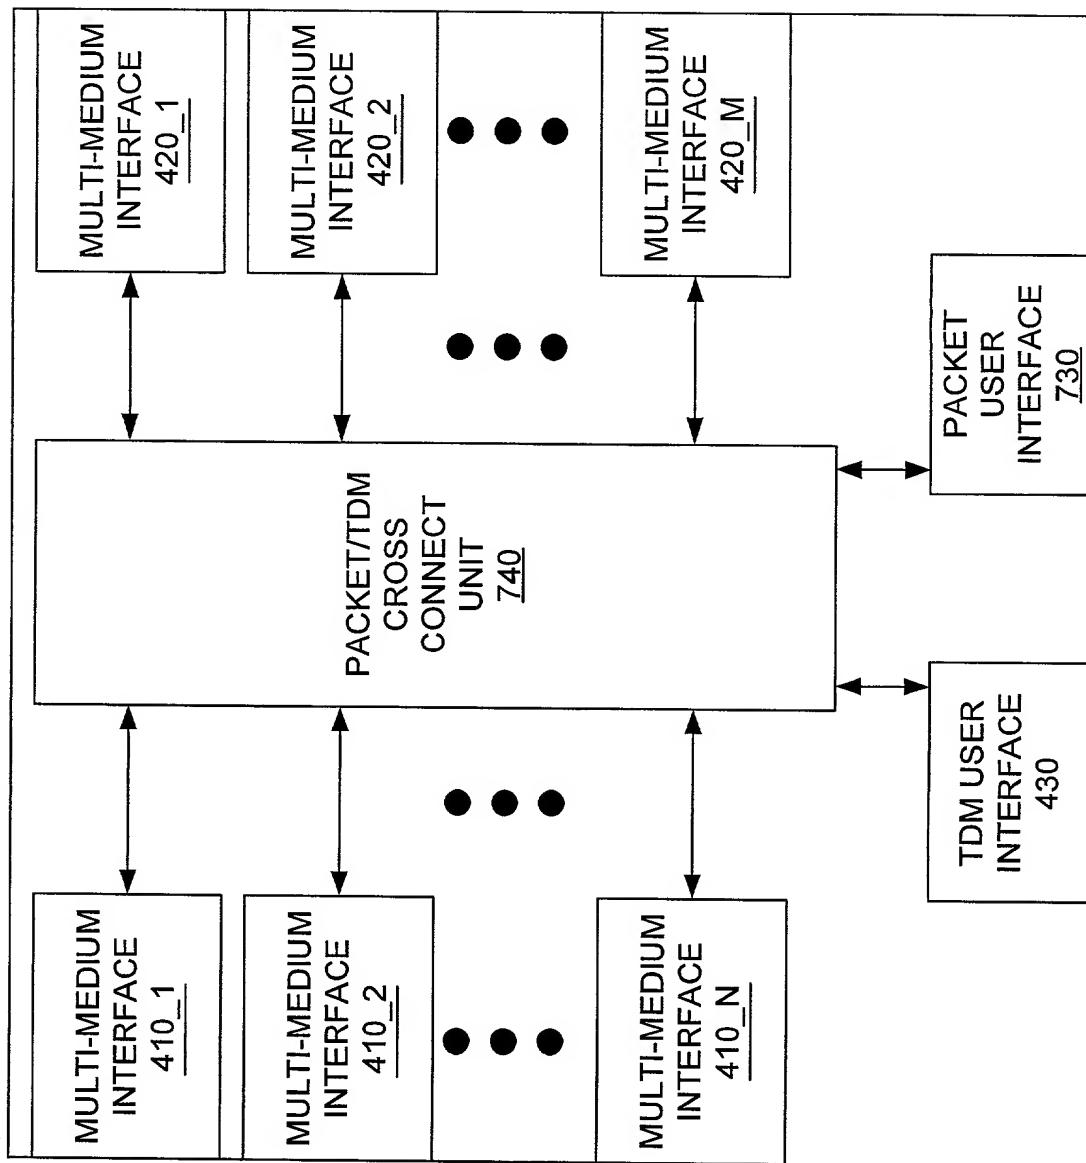 MULTI-MEDIUM
INTERFACE
410_1
MULTI-MEDIUM
INTERFACE
410_2
MULTI-MEDIUM
INTERFACE
410_N
PACKET/TDM
CROSS
CONNECT
UNIT
740
MULTI-MEDIUM
INTERFACE
420_1
MULTI-MEDIUM
INTERFACE
420_2
MULTI-MEDIUM
INTERFACE
420_M
TDM USER
INTERFACE
430
PACKET
USER
INTERFACE
730